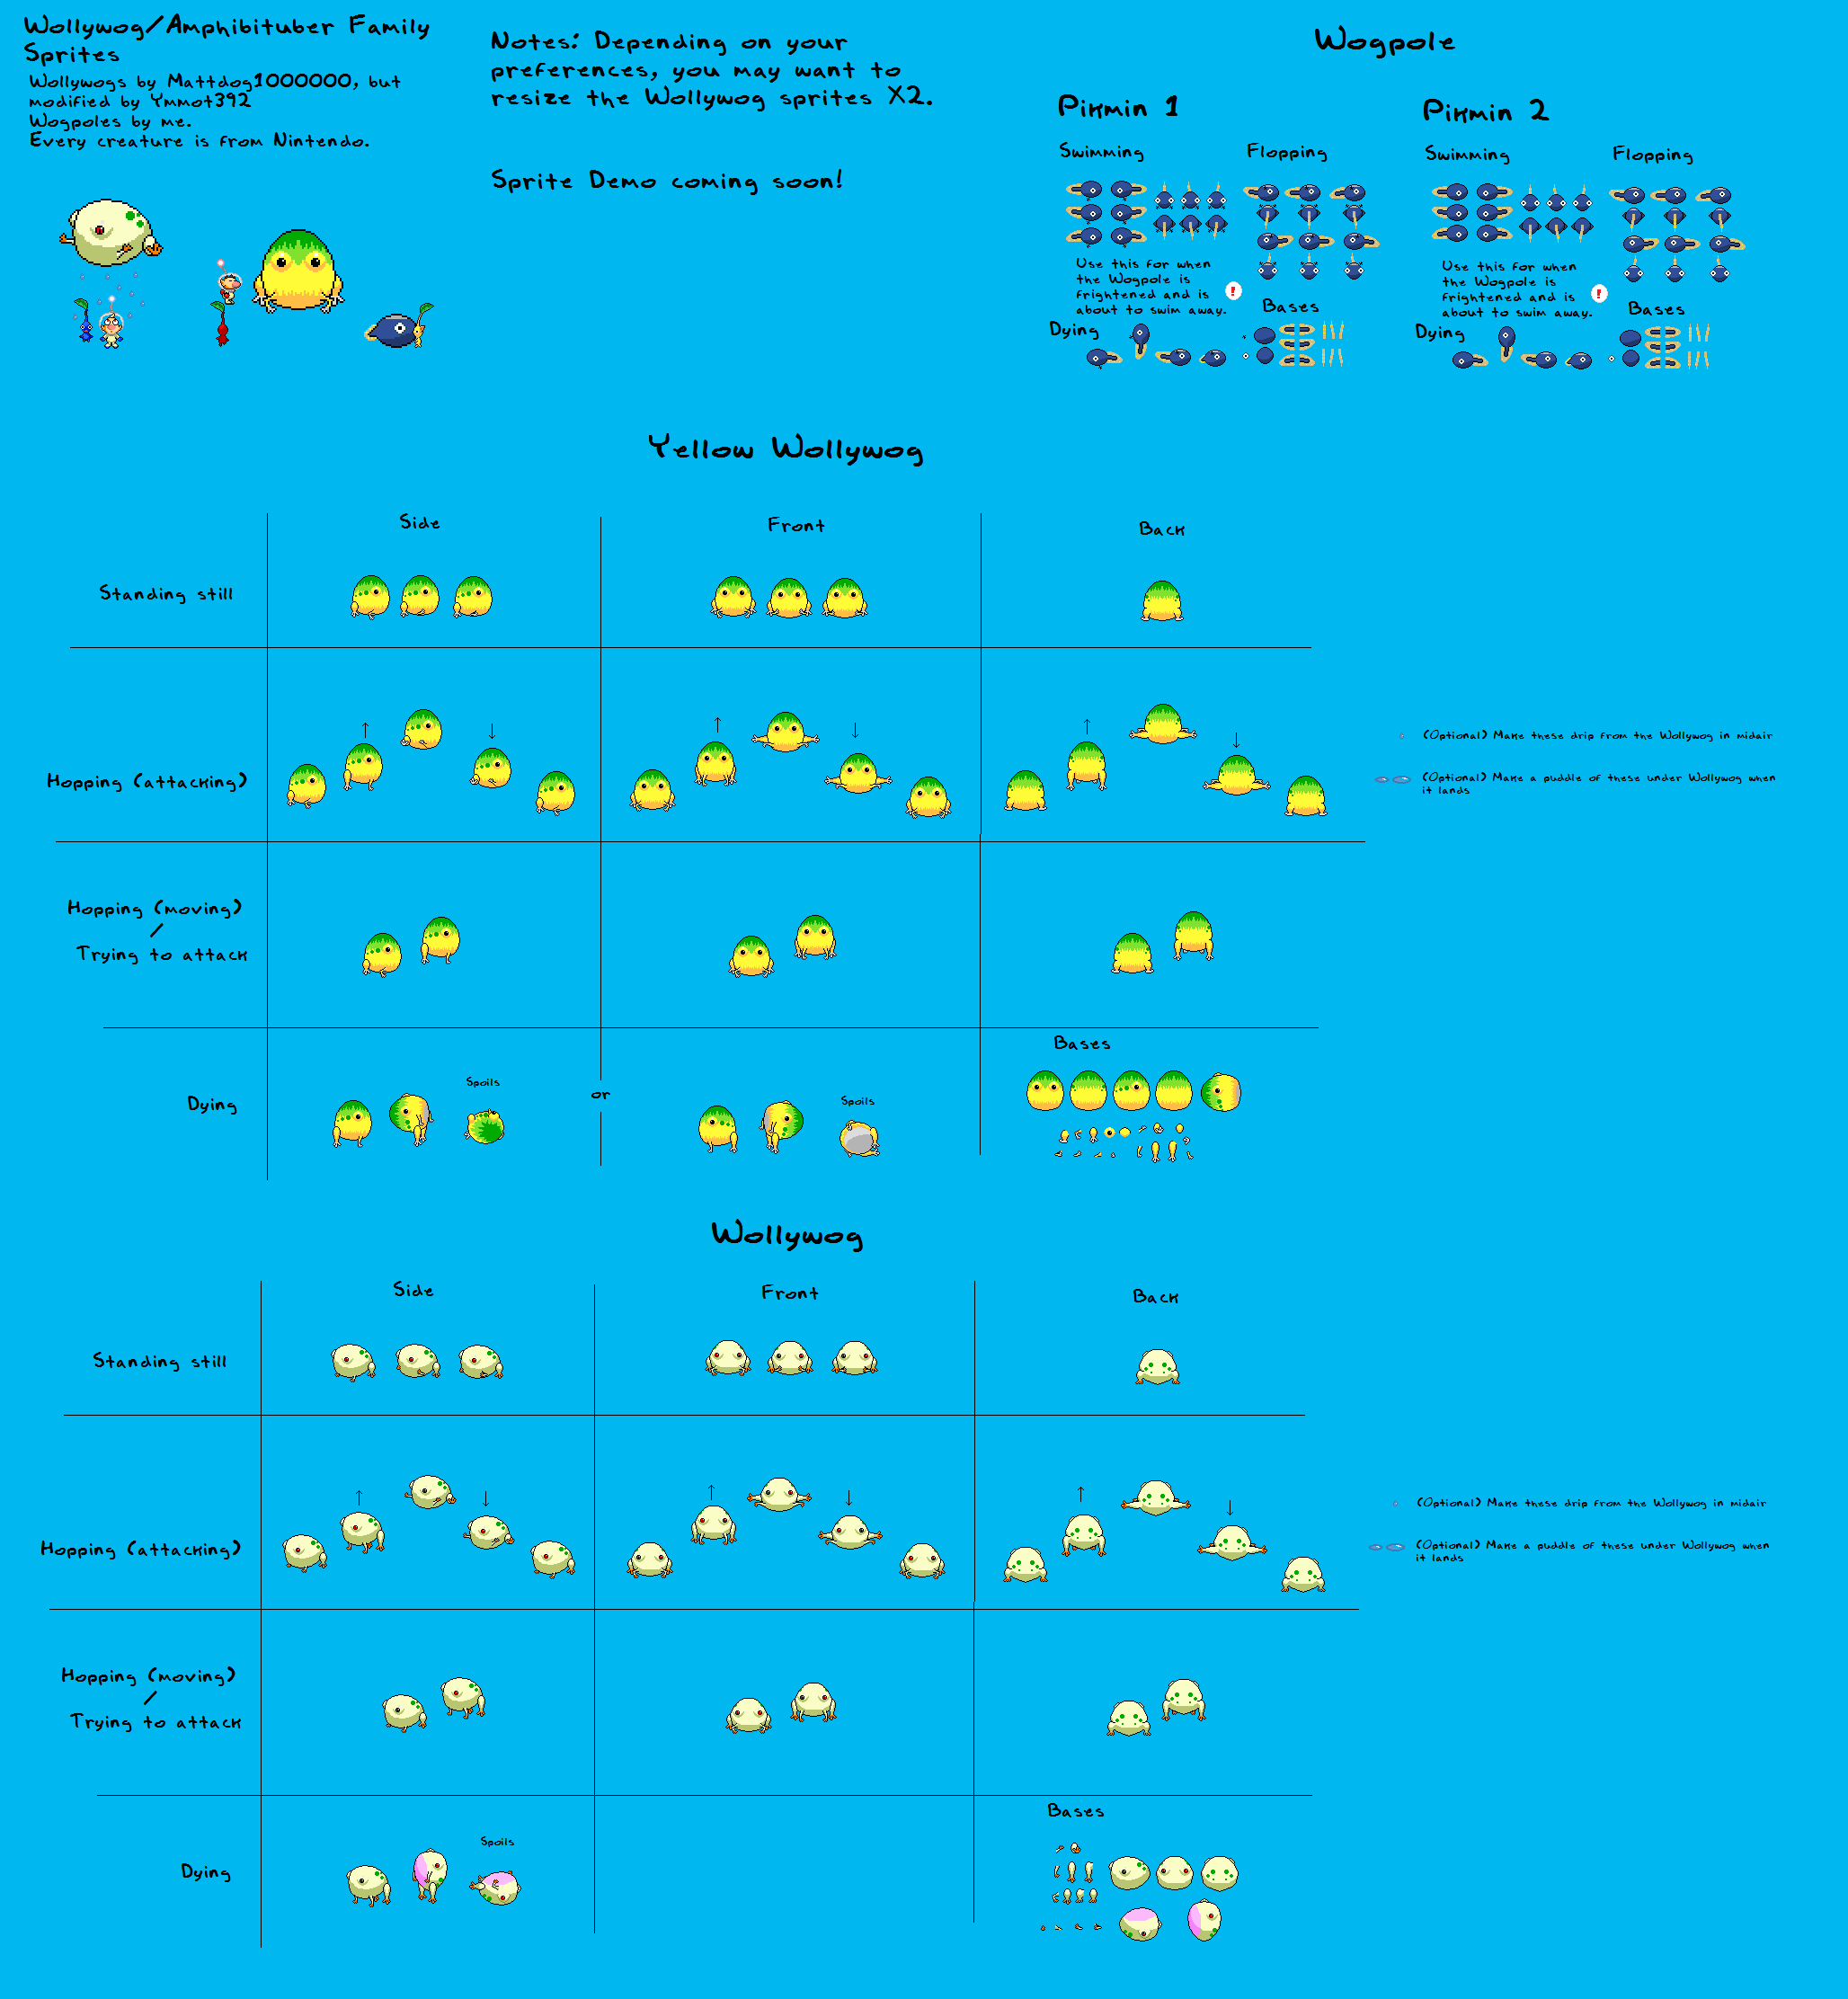 Wollywog/Amphibituber Family
Sprites
Wollywogs by Mattdog1000000, but
modified by Ymmot392
Wogpoles by me.
Every creature is from Nintendo.
Notes: Depending on your
preferences, you may want to
resize the Wollywog sprites X2.
Sprite Demo coming soon!
Wogpole
Pikmin 1
Swimming
Flopping
Use this for when
the Wogpole is
frightened and is
about to swim away.
!
Bases
Dying
Pikmin 2
Swimming
Flopping
Use this for when
the Wogpole is
frightened and is
about to swim away.
!
Bases
Dying
Yellow Wollywog
Side
Front
Back
Standing still
Hopping (attacking)
(Optional) Make these drip from the Wollywog in midair
(Optional) Make a puddle of these under Wollywog when
it lands
Hopping (moving)
/
Trying to attack
Dying
Spoils
or
Spoils
Bases
Wollywog
Side
Front
Back
Standing still
Hopping (attacking)
(Optional) Make these drip from the Wollywog in midair
(Optional) Make a puddle of these under Wollywog when
it lands
Hopping (moving)
/
Trying to attack
Dying
Spoils
Bases